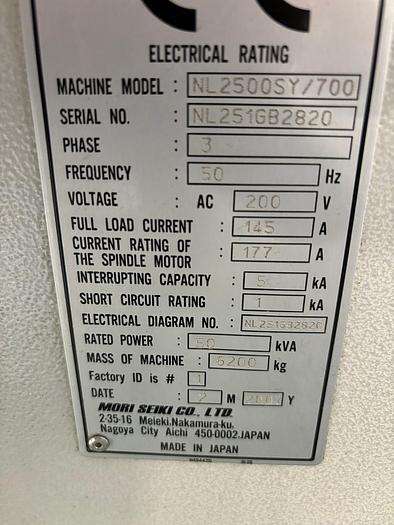 CE
ELECTRICAL RATING
MACHINE MODEL : NL2500SY/700
SERIAL NO. : NL251GB2820
PHASE : 3
FREQUENCY : 50 Hz
VOLTAGE : AC 200 V
FULL LOAD CURRENT : 145 A
CURRENT RATING OF
THE SPINDLE MOTOR : 177 A
INTERRUPTING CAPACITY : 5 kA
SHORT CIRCUIT RATING : 1 kA
ELECTRICAL DIAGRAM NO. : NL251GB2820
RATED POWER : 50 kVA
MASS OF MACHINE : 6200 kg
Factory ID is # 1
DATE : 2 M Y
MORI SEIKI CO., LTD.
2-35-16 Meieki.Nakamura-ku.
Nagoya City Aichi 450-0002.JAPAN
MADE IN JAPAN